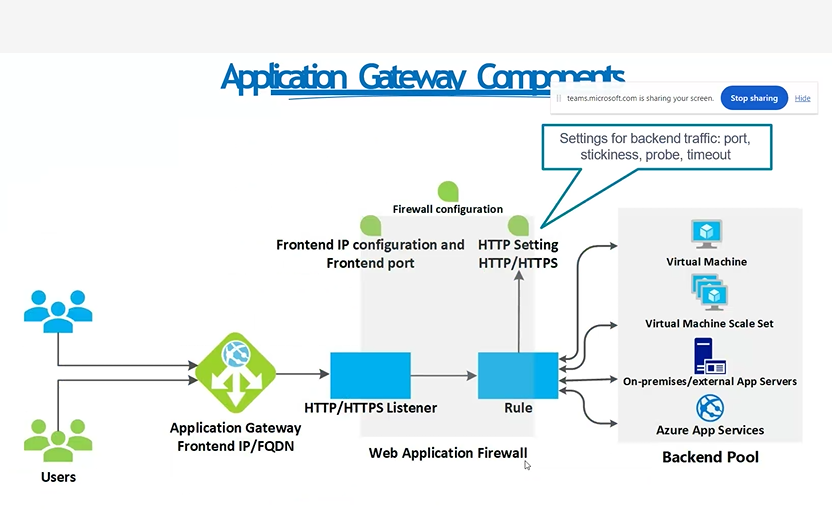 Application Gateway Components
teams.microsoft.com is sharing your screen.
Stop sharing
Hide
Settings for backend traffic: port,
stickiness, probe, timeout
Firewall configuration
Frontend IP configuration and
Frontend port
HTTP Setting
HTTP/HTTPS
Virtual Machine
Virtual Machine Scale Set
On-premises/external App Servers
Azure App Services
Backend Pool
HTTP/HTTPS Listener
Rule
Application Gateway
Frontend IP/FQDN
Web Application Firewall
Users